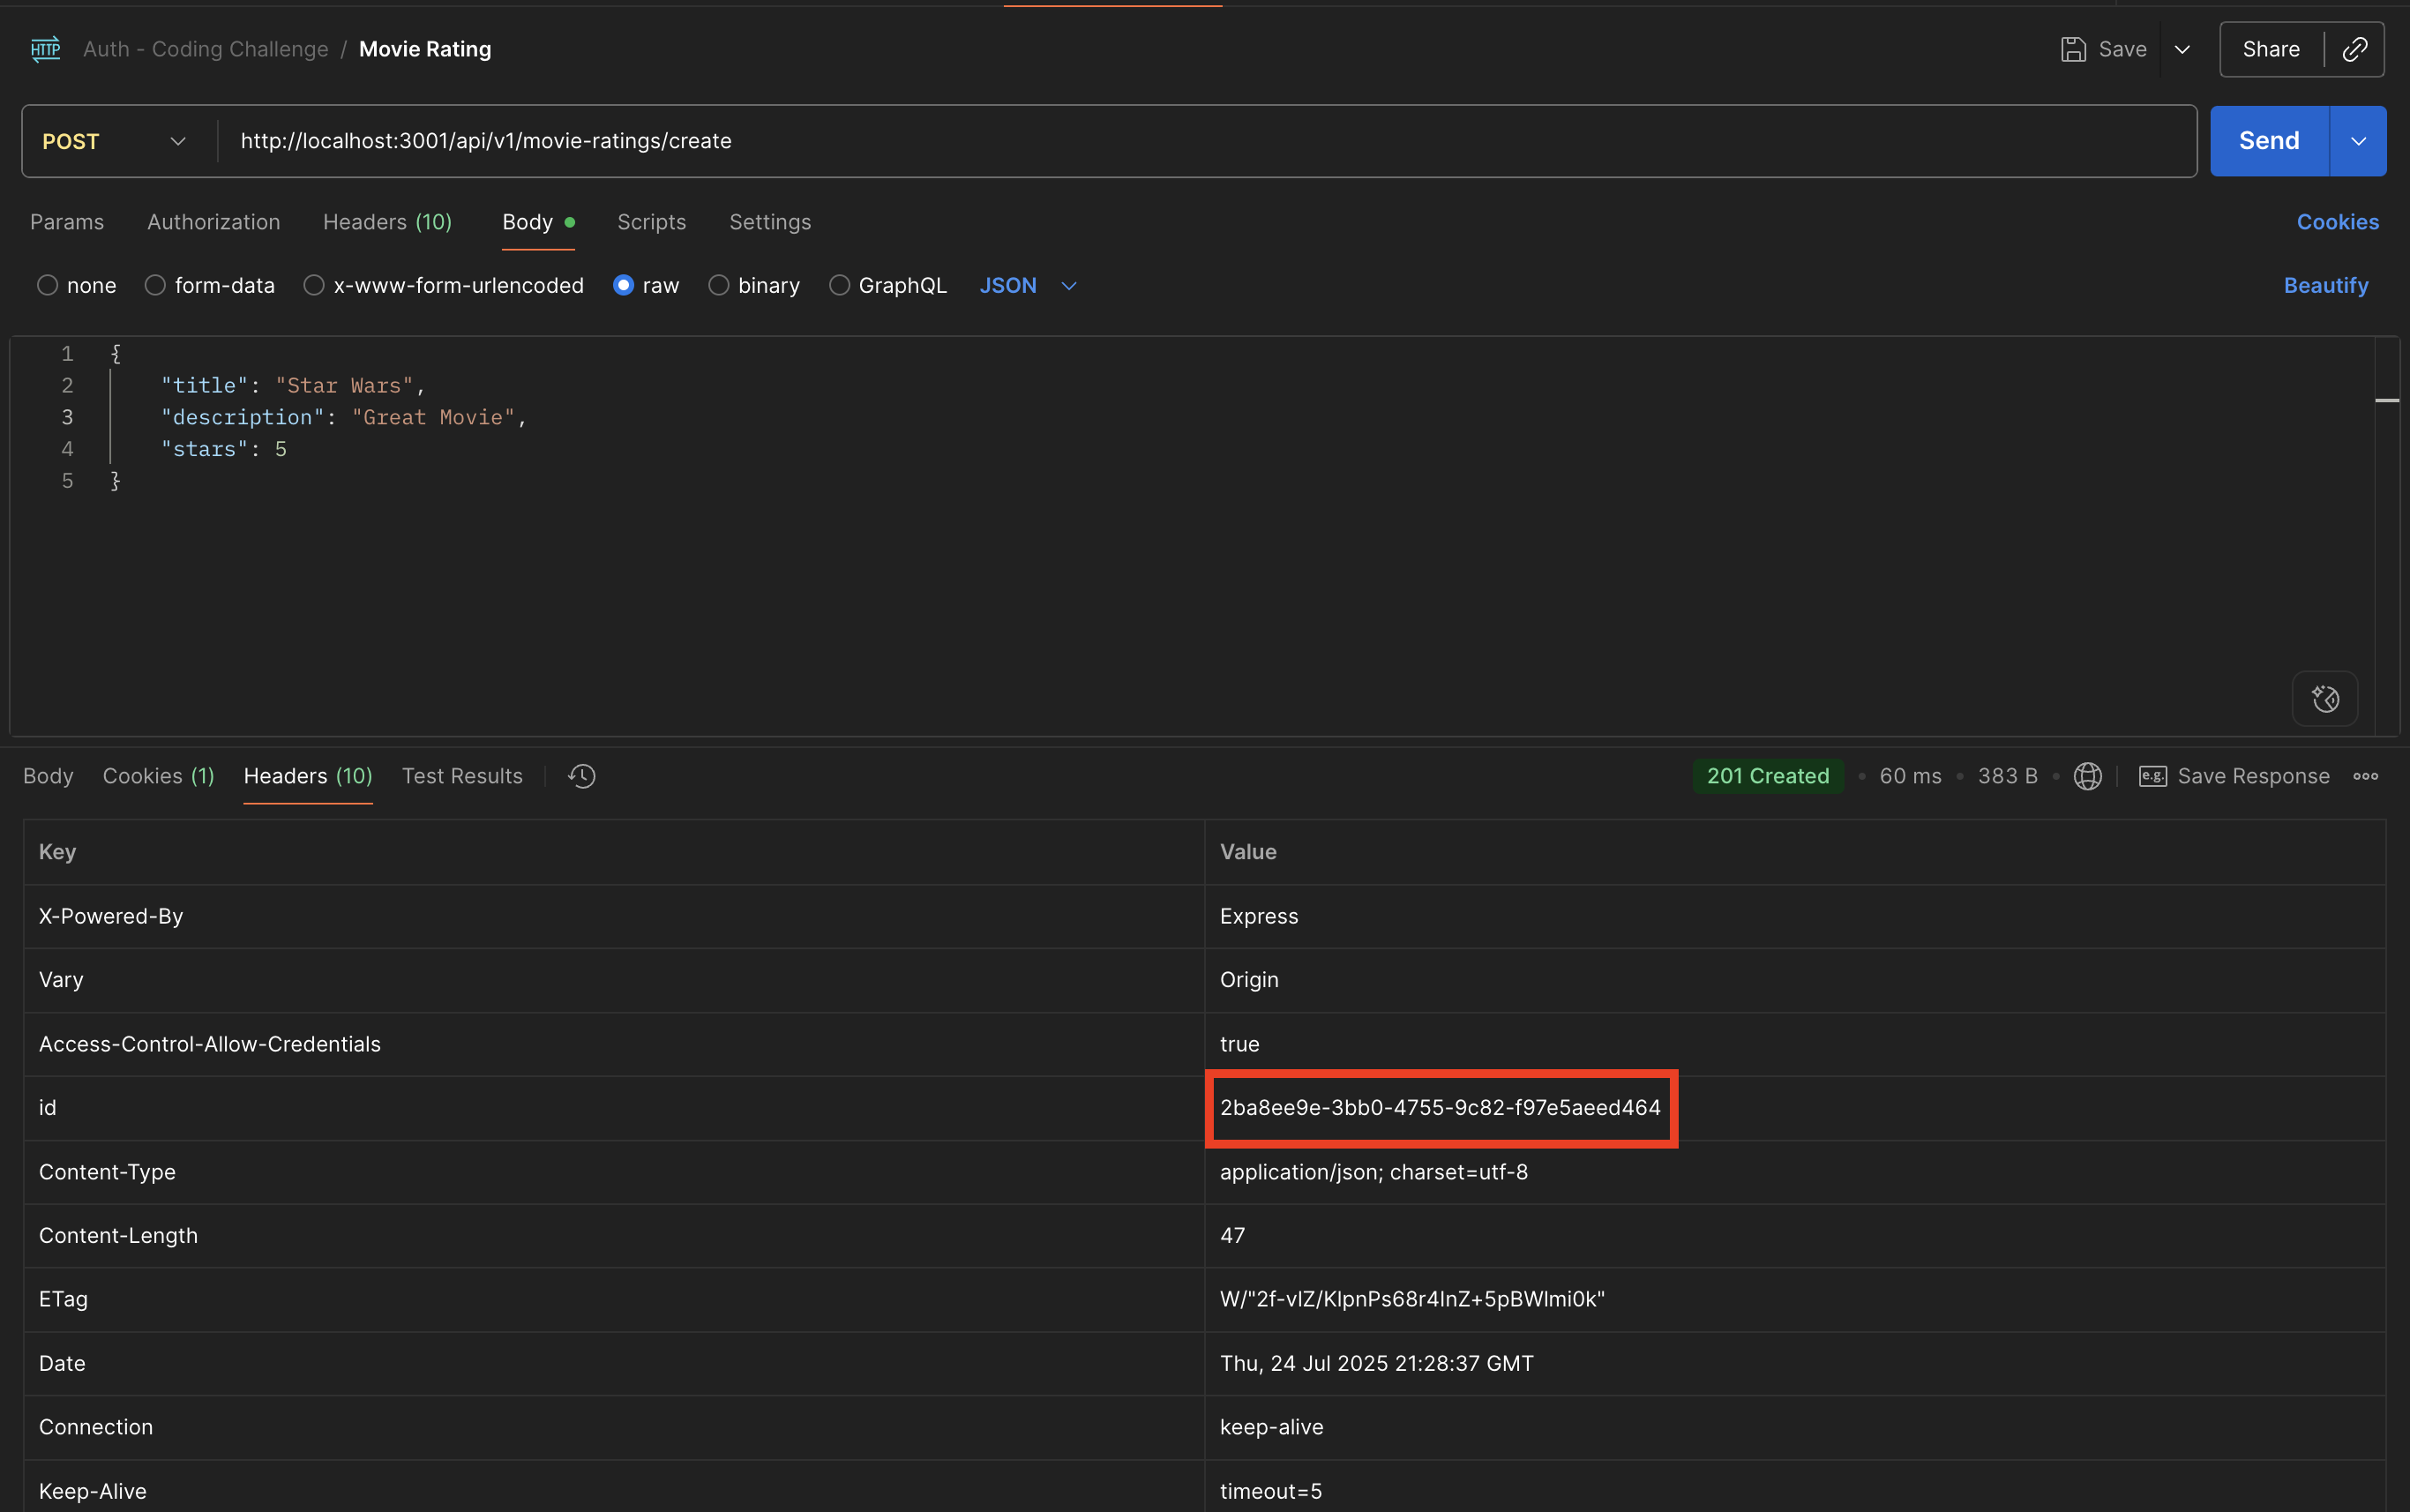 HTTP Auth - Coding Challenge / Movie Rating Save Share
POST http://localhost:3001/api/v1/movie-ratings/create Send
Params Authorization Headers (10) Body Scripts Settings Cookies
none form-data x-www-form-urlencoded raw binary GraphQL JSON Beautify
1 {
2 "title": "Star Wars",
3 "description": "Great Movie",
4 "stars": 5
5 }
Body Cookies (1) Headers (10) Test Results 201 Created • 60 ms • 383 B • e.g. Save Response
Key Value
X-Powered-By Express
Vary Origin
Access-Control-Allow-Credentials true
id 2ba8ee9e-3bb0-4755-9c82-f97e5aeed464
Content-Type application/json; charset=utf-8
Content-Length 47
ETag
Date Thu, 24 Jul 2025 21:28:37 GMT
Connection keep-alive
Keep-Alive timeout=5